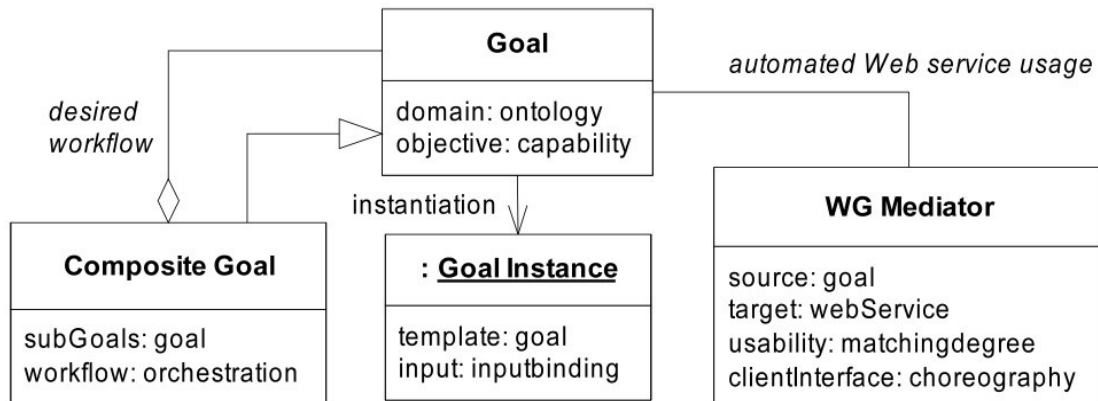 Goal
domain: ontology
objective: capability
automated Web service usage
desired
workflow
instantiation
Composite Goal
subGoals: goal
workflow: orchestration
: Goal Instance
template: goal
input: inputbinding
WG Mediator
source: goal
target: webService
usability: matchingdegree
clientInterface: choreography